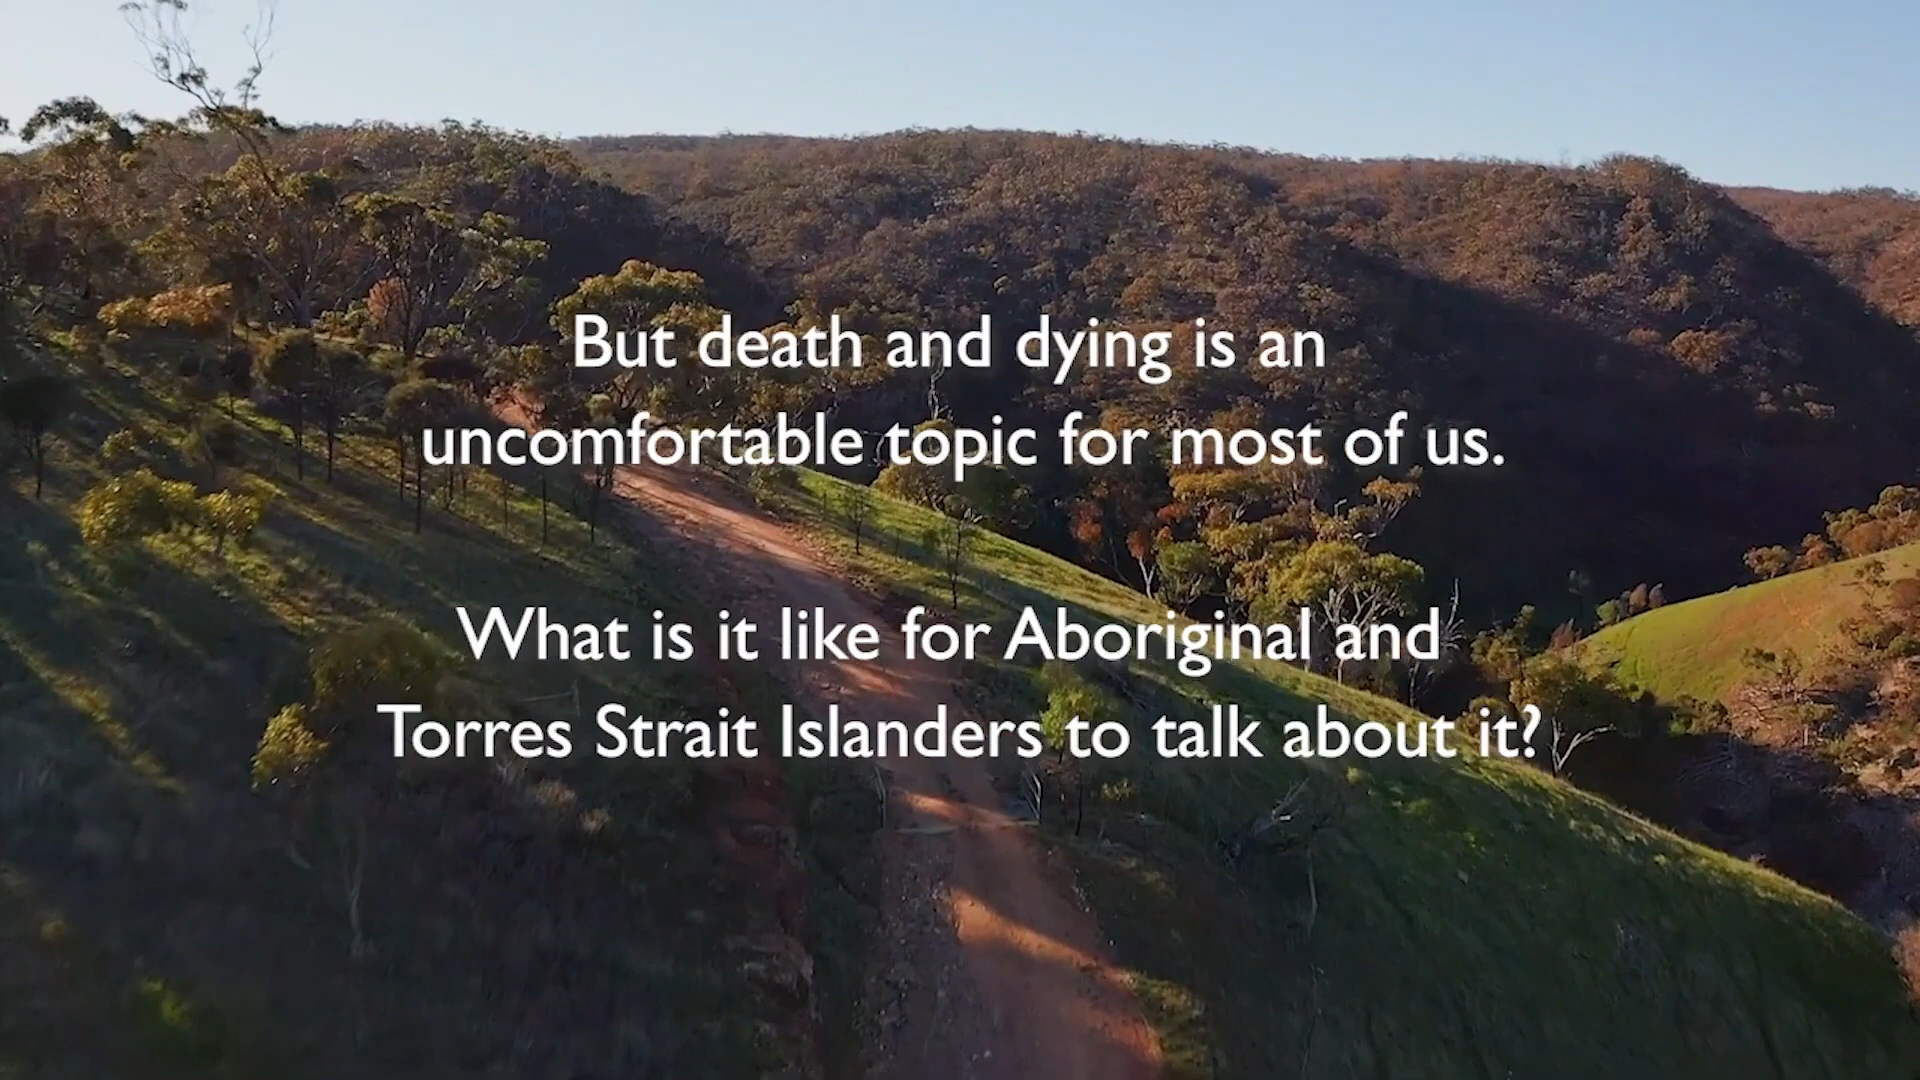 But death and dying is an
uncomfortable topic for most of us.
What is it like for Aboriginal and
Torres Strait Islanders to talk about it?